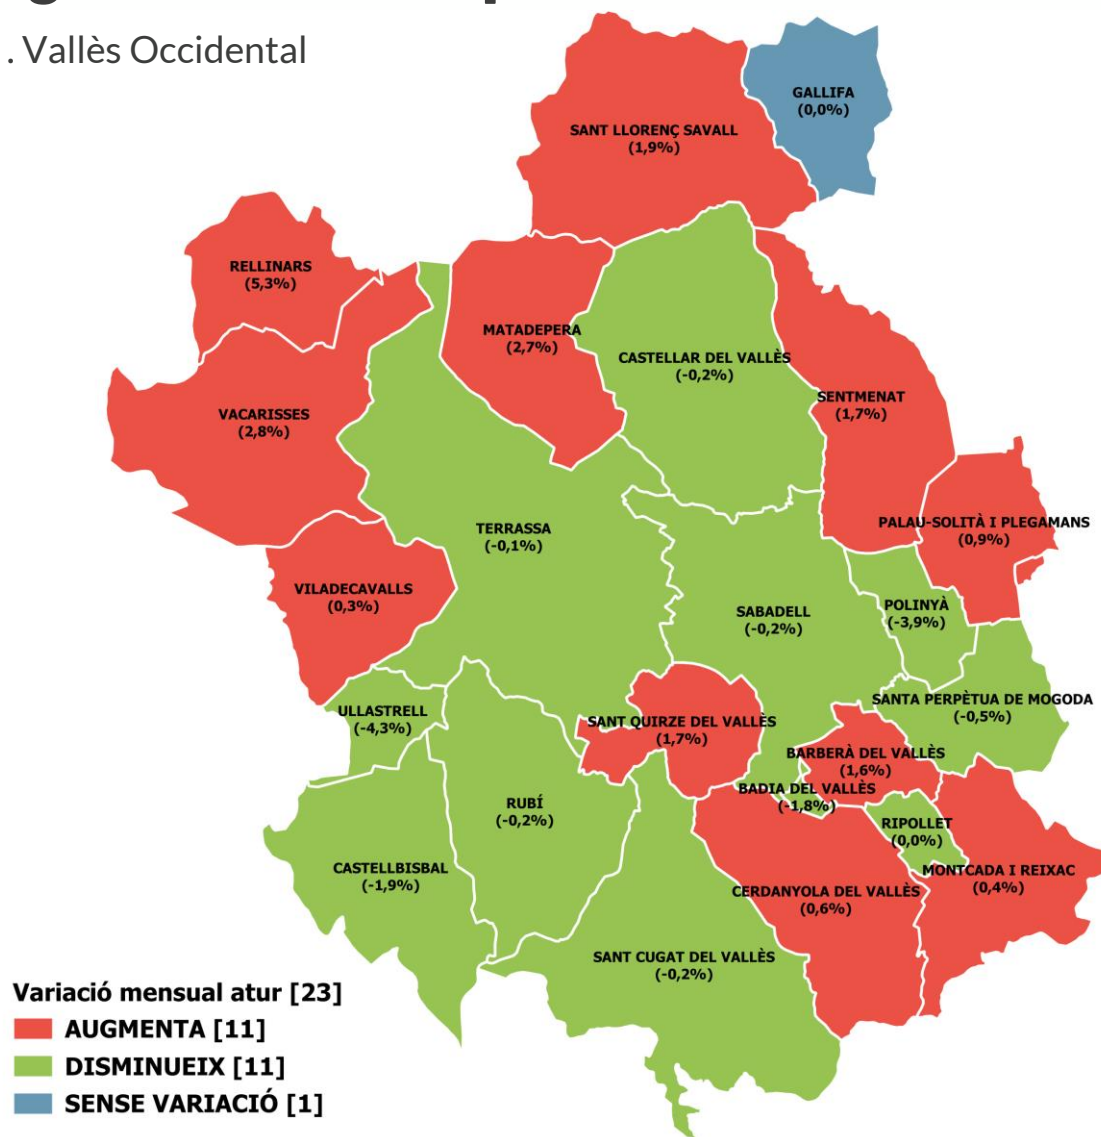 . Vallès Occidental
GALLIFA
(0,0%)
SANT LLORENÇ SAVALL
(1,9%)
RELLINARS
(5,3%)
MATADEPERA
(2,7%)
CASTELLAR DEL VALLÈS
(-0,2%)
SENTMENAT
(1,7%)
VACARISSES
(2,8%)
TERRASSA
(-0,1%)
PALAU-SOLITÀ I PLEGAMANS
(0,9%)
VILADECAVALLS
(0,3%)
SABADELL
(-0,2%)
POLINYÀ
(-3,9%)
ULLASTRELL
(-4,3%)
SANT QUIRZE DEL VALLÈS
(1,7%)
SANTA PERPÈTUA DE MOGODA
(-0,5%)
BARBERÀ DEL VALLÈS
(1,6%)
BADIA DEL VALLÈS
(-1,8%)
RUBÍ
(-0,2%)
RIPOLLET
(0,0%)
CASTELLBISBAL
(-1,9%)
MONTCADA I REIXAC
(0,4%)
CERDANYOLA DEL VALLÈS
(0,6%)
SANT CUGAT DEL VALLÈS
(-0,2%)
Variació mensual atur [23]
AUGMENTA [11]
DISMINUEIX [11]
SENSE VARIACIÓ [1]